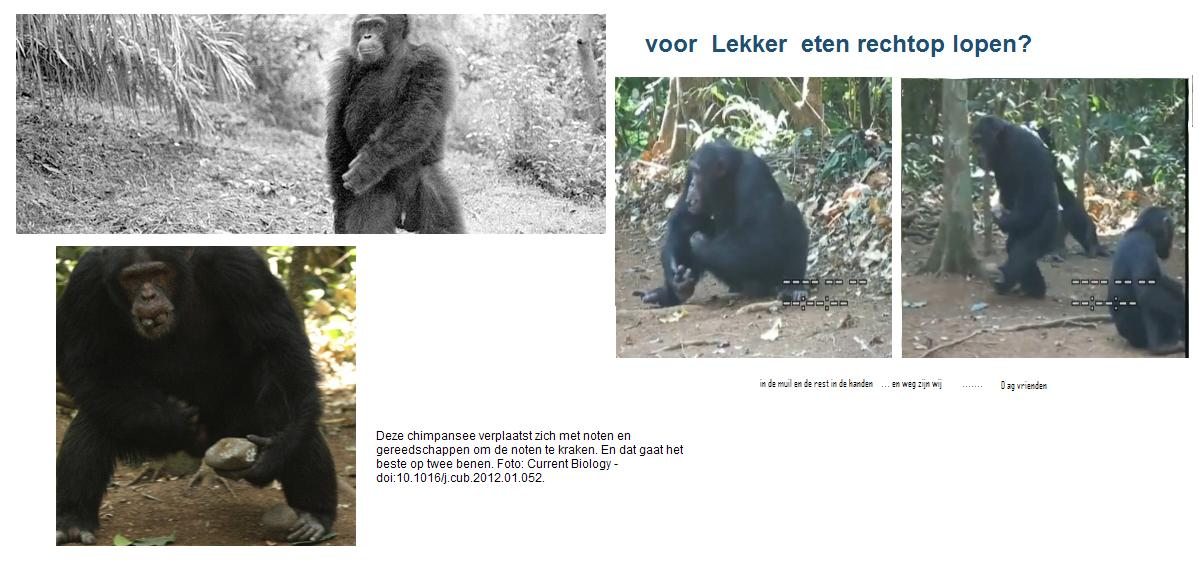 voor Lekker eten rechtop lopen?
in de muil en de rest in de handen ... en weg zijn wij ....... Dag vrienden
Deze chimpansee verplaatst zich met noten en
gereedschappen om de noten te kraken. En dat gaat het
beste op twee benen. Foto: Current Biology -
doi:10.1016/j.cub.2012.01.052.